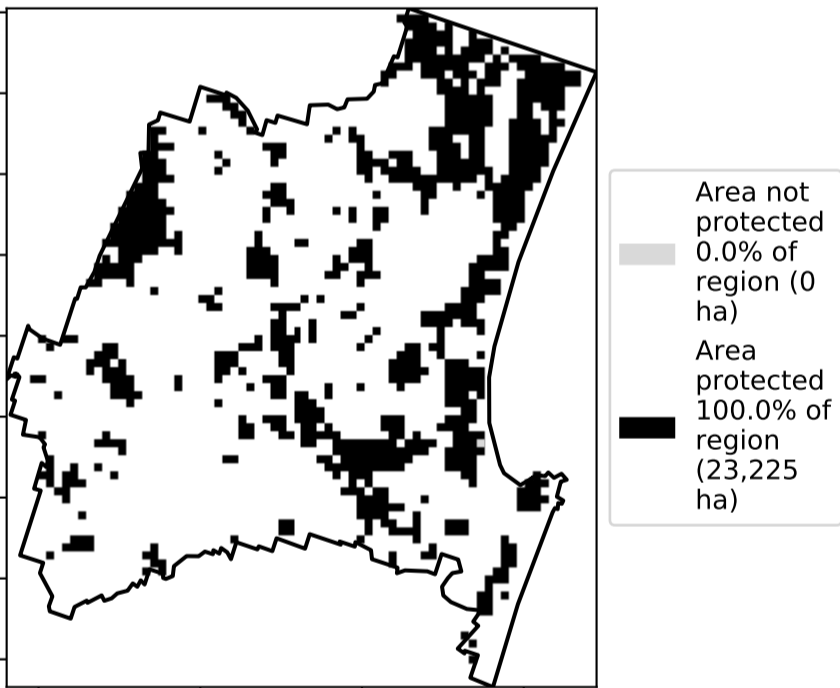 Area not
protected
0.0% of
region (0
ha)
Area
protected
100.0% of
region
(23,225
ha)